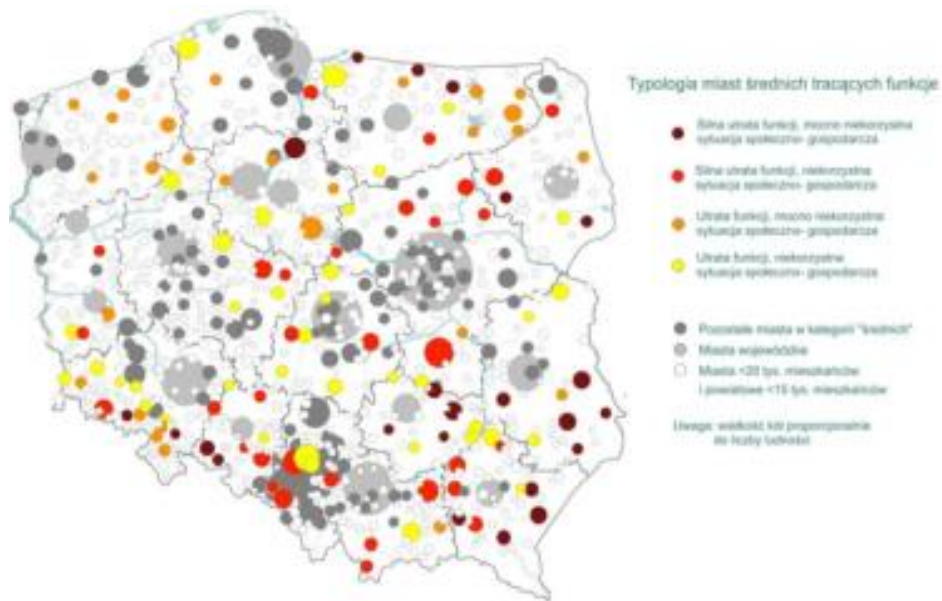 Typologia miast średnich tracących funkcje
Silna utrata funkcji, mocno niekorzystna
sytuacja społeczno- gospodarcza
Silna utrata funkcji, niekorzystna
sytuacja społeczno- gospodarcza
Utrata funkcji, mocno niekorzystna
sytuacja społeczno- gospodarcza
Utrata funkcji, niekorzystna
sytuacja społeczno- gospodarcza
Pozostałe miasta w kategorii "średnich"
Miasta wojewódzkie
Miasta <20 tys. mieszkańców
i powiatowe <15 tys. mieszkańców
Uwaga: wielkość kół proporcjonalna
do liczby ludności